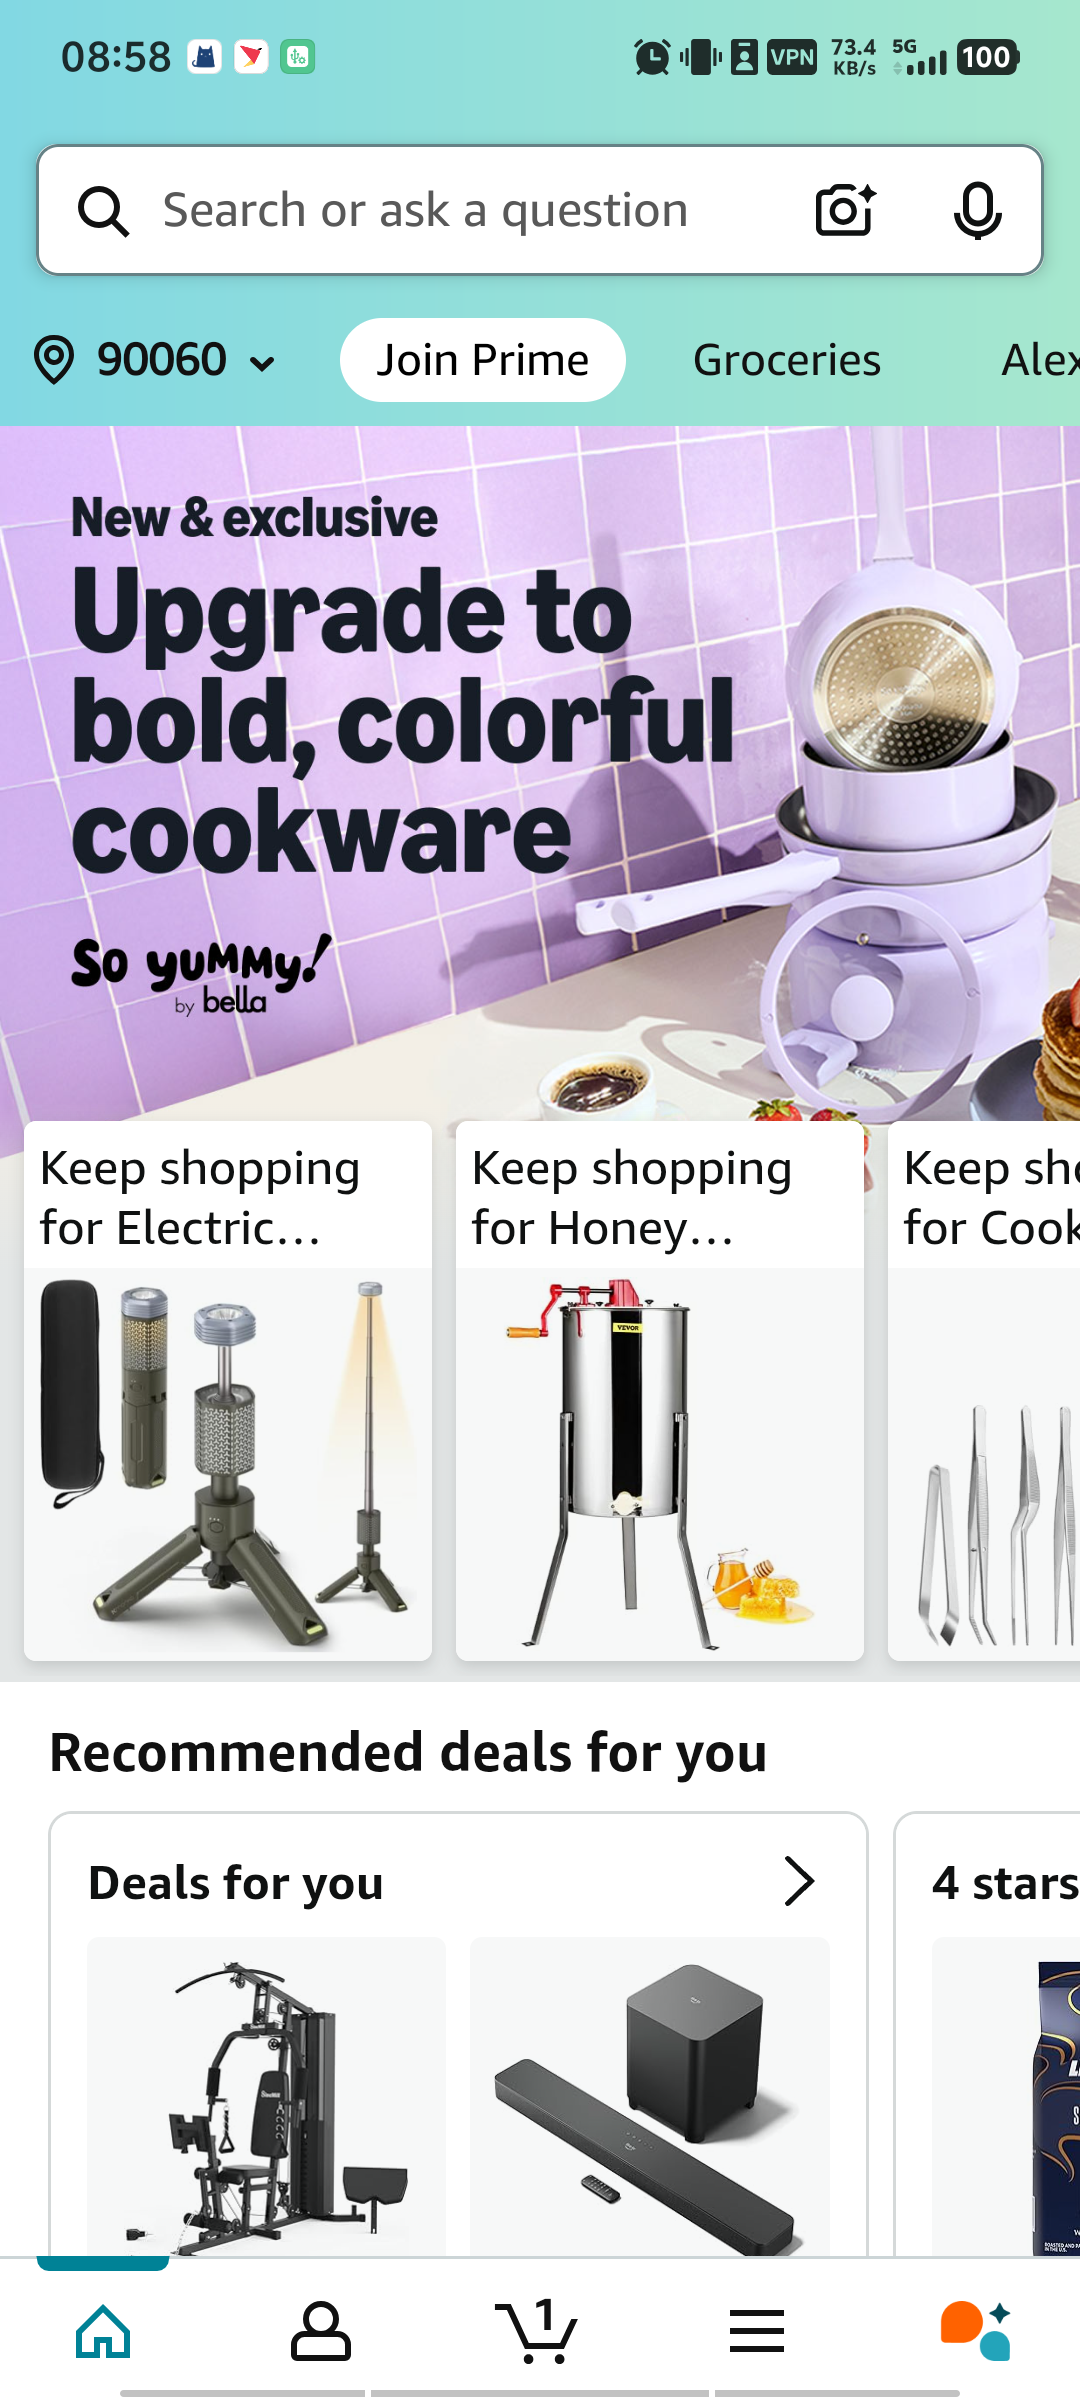 08:58
VPN
73.4
KB/s
5G
100
Search or ask a question
90060
Join Prime
Groceries
Alex
New & exclusive
Upgrade to
bold, colorful
cookware
So yummy!
by bella
Keep shopping
for Electric...
Keep shopping
for Honey...
Keep sho
for Cook
VEVOR
Recommended deals for you
Deals for you
4 stars
1